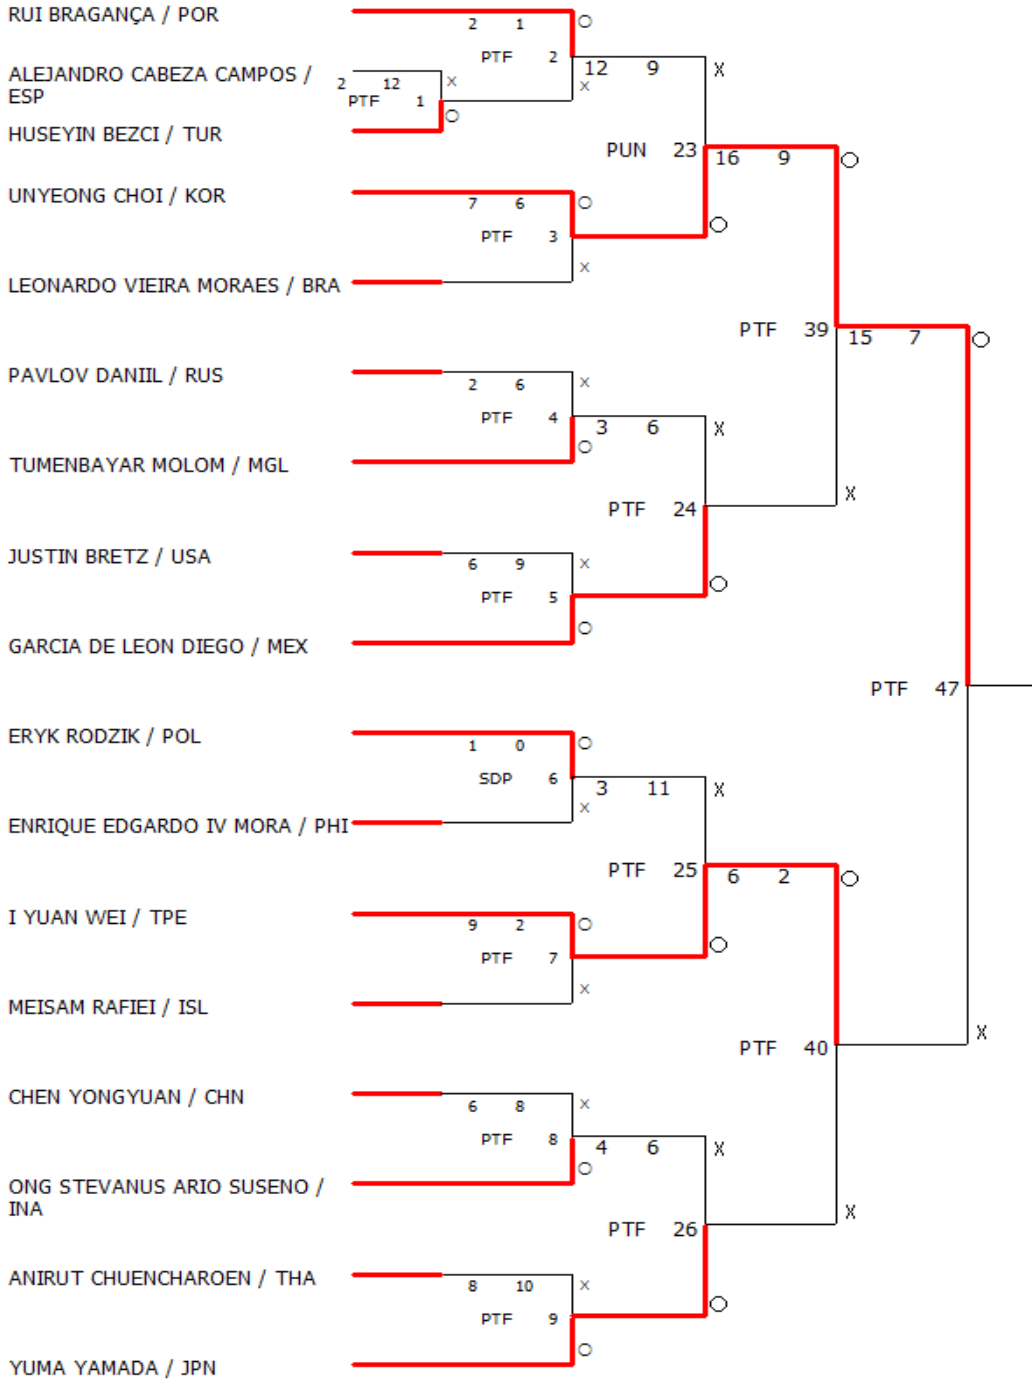 RUI BRAGANÇA / POR
2 1
O
PTF 2
12 9
X
ALEJANDRO CABEZA CAMPOS /
ESP
2 12
X
X
PTF 1
O
HUSEYIN BEZCI / TUR
PUN 23
16 9
O
UNYEONG CHOI / KOR
7 6
O
O
PTF 3
X
LEONARDO VIEIRA MORAES / BRA
PTF 39
15 7
O
PAVLOV DANIIL / RUS
2 6
X
PTF 4
3 6
X
O
TUMENBAYAR MOLOM / MGL
X
PTF 24
JUSTIN BRETZ / USA
6 9
X
O
PTF 5
O
GARCIA DE LEON DIEGO / MEX
PTF 47
ERYK RODZIK / POL
1 0
O
SDP 6
3 11
X
X
ENRIQUE EDGARDO IV MORA / PHI
PTF 25
6 2
O
I YUAN WEI / TPE
9 2
O
O
PTF 7
X
MEISAM RAFIEI / ISL
X
PTF 40
CHEN YONGYUAN / CHN
6 8
X
PTF 8
4 6
X
O
ONG STEVANUS ARIO SUSENO /
INA
X
PTF 26
ANIRUT CHUENCHAROEN / THA
8 10
X
O
PTF 9
O
YUMA YAMADA / JPN